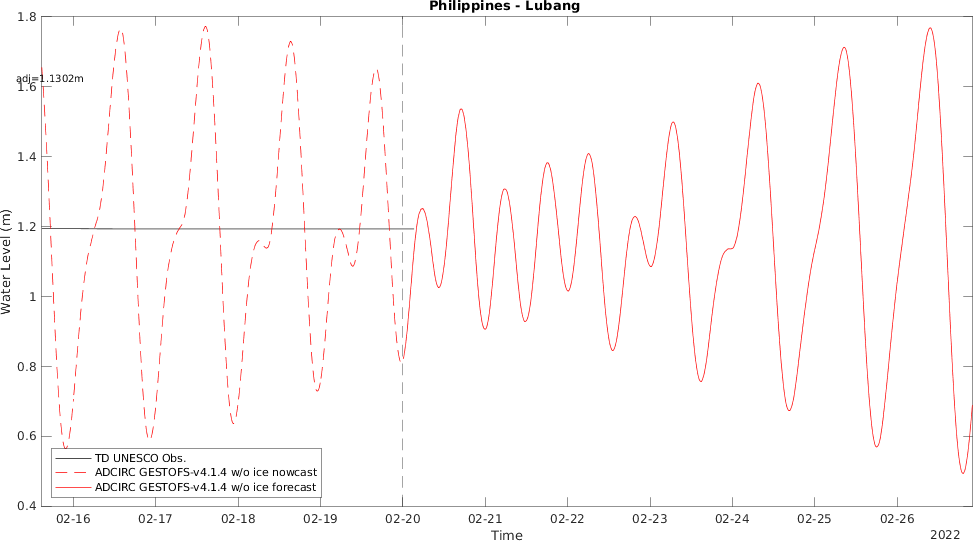 Philippines - Lubang
adj=1.1302m
1.8
1.6
1.4
1.2
1
0.8
0.6
0.4
Water Level (m)
TD UNESCO Obs.
ADCIRC GESTOFS-v4.1.4 w/o ice nowcast
ADCIRC GESTOFS-v4.1.4 w/o ice forecast
02-16 02-17 02-18 02-19 02-20 02-21 02-22 02-23 02-24 02-25 02-26
Time
2022